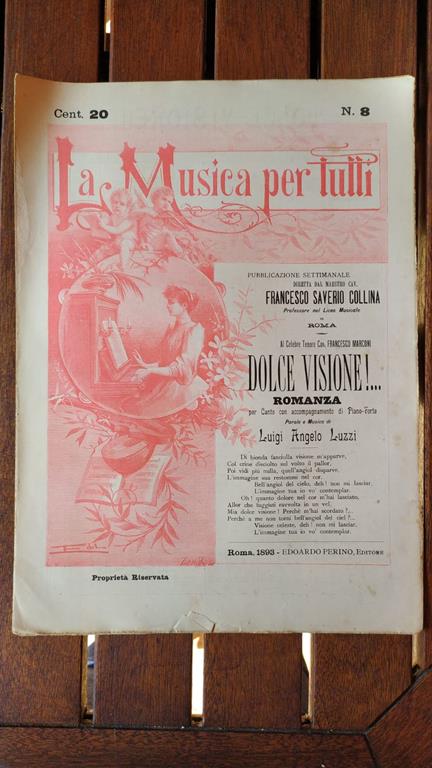 Cent. 20
N. 8
La Musica per tutti
PUBBLICAZIONE SETTIMANALE
DIRETTA DAL MAESTRO CAV.
FRANCESCO SAVERIO COLLINA
Professore nel Liceo Musicale
DI
ROMA
Al Celebre Tenore Cav. FRANCESCO MARCONI
DOLCE VISIONE!...
ROMANZA
per Canto con accompagnamento di Piano-Forte
Parole e Musica di
Luigi Angelo Luzzi
Di bionda fanciulla visione m'apparve,
Col crine disciolto sul volto il pallor,
Poi vidi più nulla, quell'angiol disparve,
L'immagine sua restommi nel cor.
Bell'angiol del cielo, deh! non mi lasciar,
L'immagine tua io vo' contemplar.
Oh! quanto dolore nel cor m'hai lasciato,
Allor che fuggisti ravvolta in un vel,
Mia dolce visione! Perchè m'hai scordato?...
Perchè a me non torni bell'angiol del ciel?...
Visione celeste, deh! non mi lasciar,
L'immagine tua io vo' contemplar.
Roma, 1893 - EDOARDO PERINO, EDITORE
Proprietà Riservata